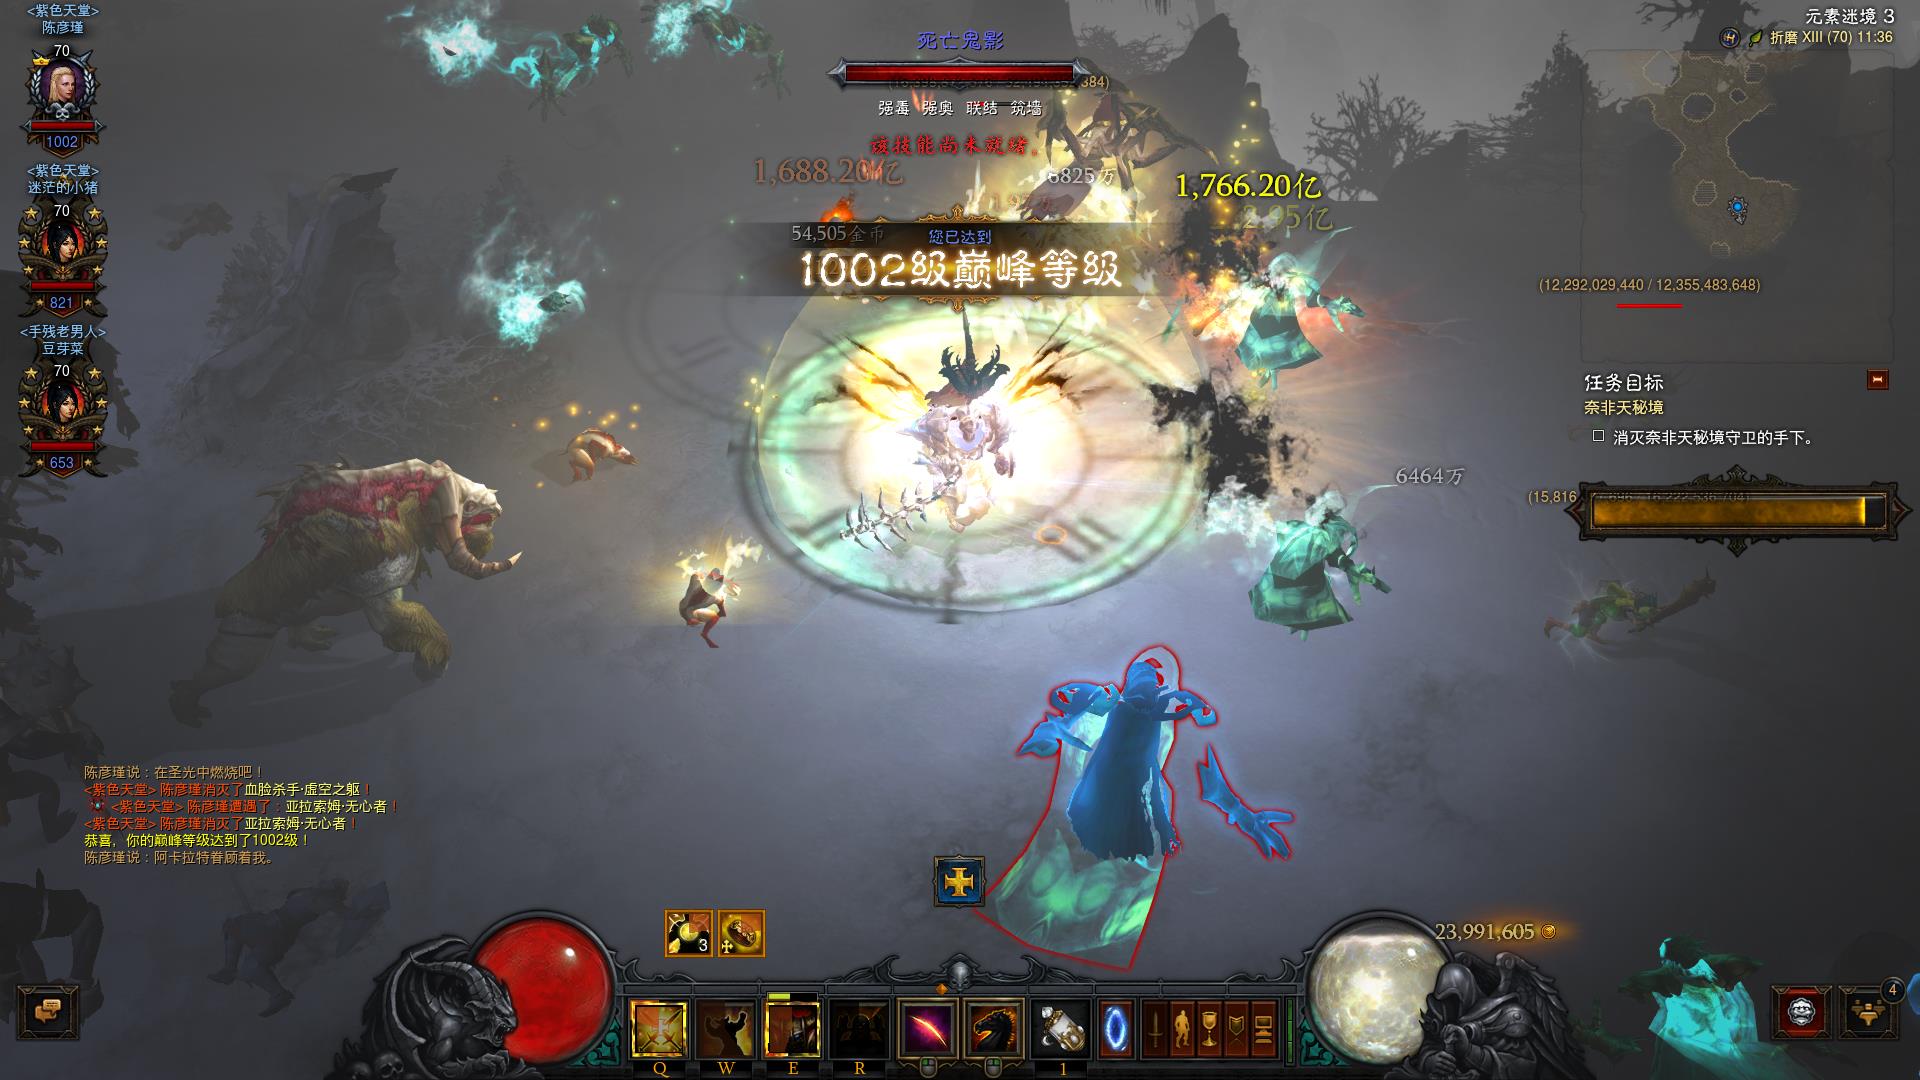 <紫色天堂>
陈彦瑾
70
1002
<紫色天堂>
迷茫的小猪
70
821
<手残老男人>
豆芽菜
70
653
死亡鬼影
强毒 强奥 联结 筑墙
该技能尚未就绪。
1,688.20亿
6825万
1,766.20亿
2.95亿
54,505金币
您已达到
1002级巅峰等级
6464万
元素迷境 3
折磨 XIII (70) 11:36
(12,292,029,440 / 12,355,483,648)
任务目标
奈非天秘境
消灭奈非天秘境守卫的手下。
(15,816
陈彦瑾说：在圣光中燃烧吧！
<紫色天堂> 陈彦瑾消灭了血脸杀手·虚空之躯！
<紫色天堂> 陈彦瑾遭遇了：亚拉索姆·无心者！
<紫色天堂> 陈彦瑾消灭了亚拉索姆·无心者！
恭喜，你的巅峰等级达到了1002级！
陈彦瑾说：阿卡拉特眷顾着我。
3
23,991,605
4
Q W E R 1